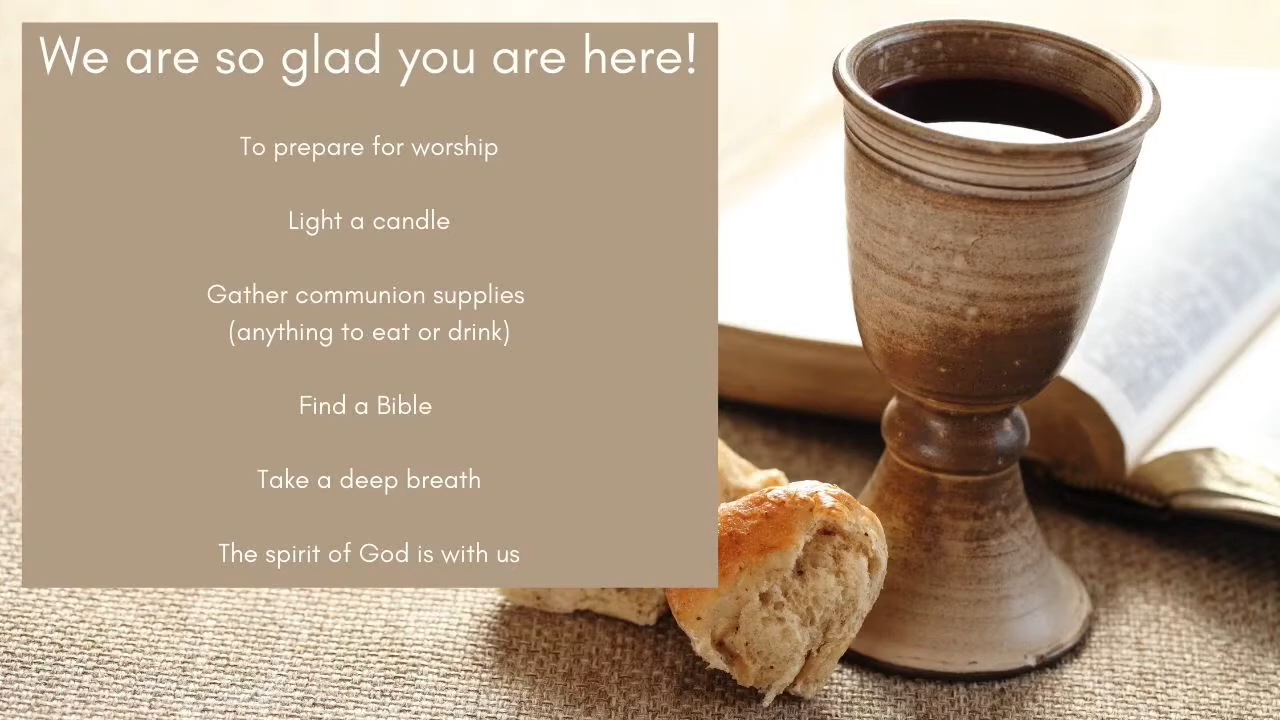 We are so glad you are here!
To prepare for worship
Light a candle
Gather communion supplies
(anything to eat or drink)
Find a Bible
Take a deep breath
The spirit of God is with us